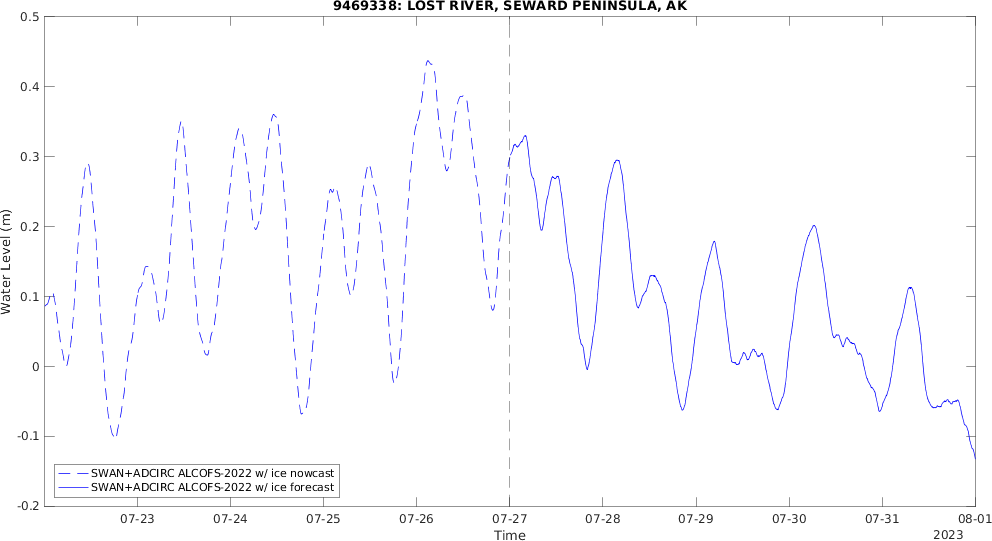 9469338: LOST RIVER, SEWARD PENINSULA, AK
0.5
0.4
0.3
0.2
0.1
0
-0.1
-0.2
Water Level (m)
SWAN+ADCIRC ALCOFS-2022 w/ ice nowcast
SWAN+ADCIRC ALCOFS-2022 w/ ice forecast
07-23 07-24 07-25 07-26 07-27 07-28 07-29 07-30 07-31 08-01
Time
2023